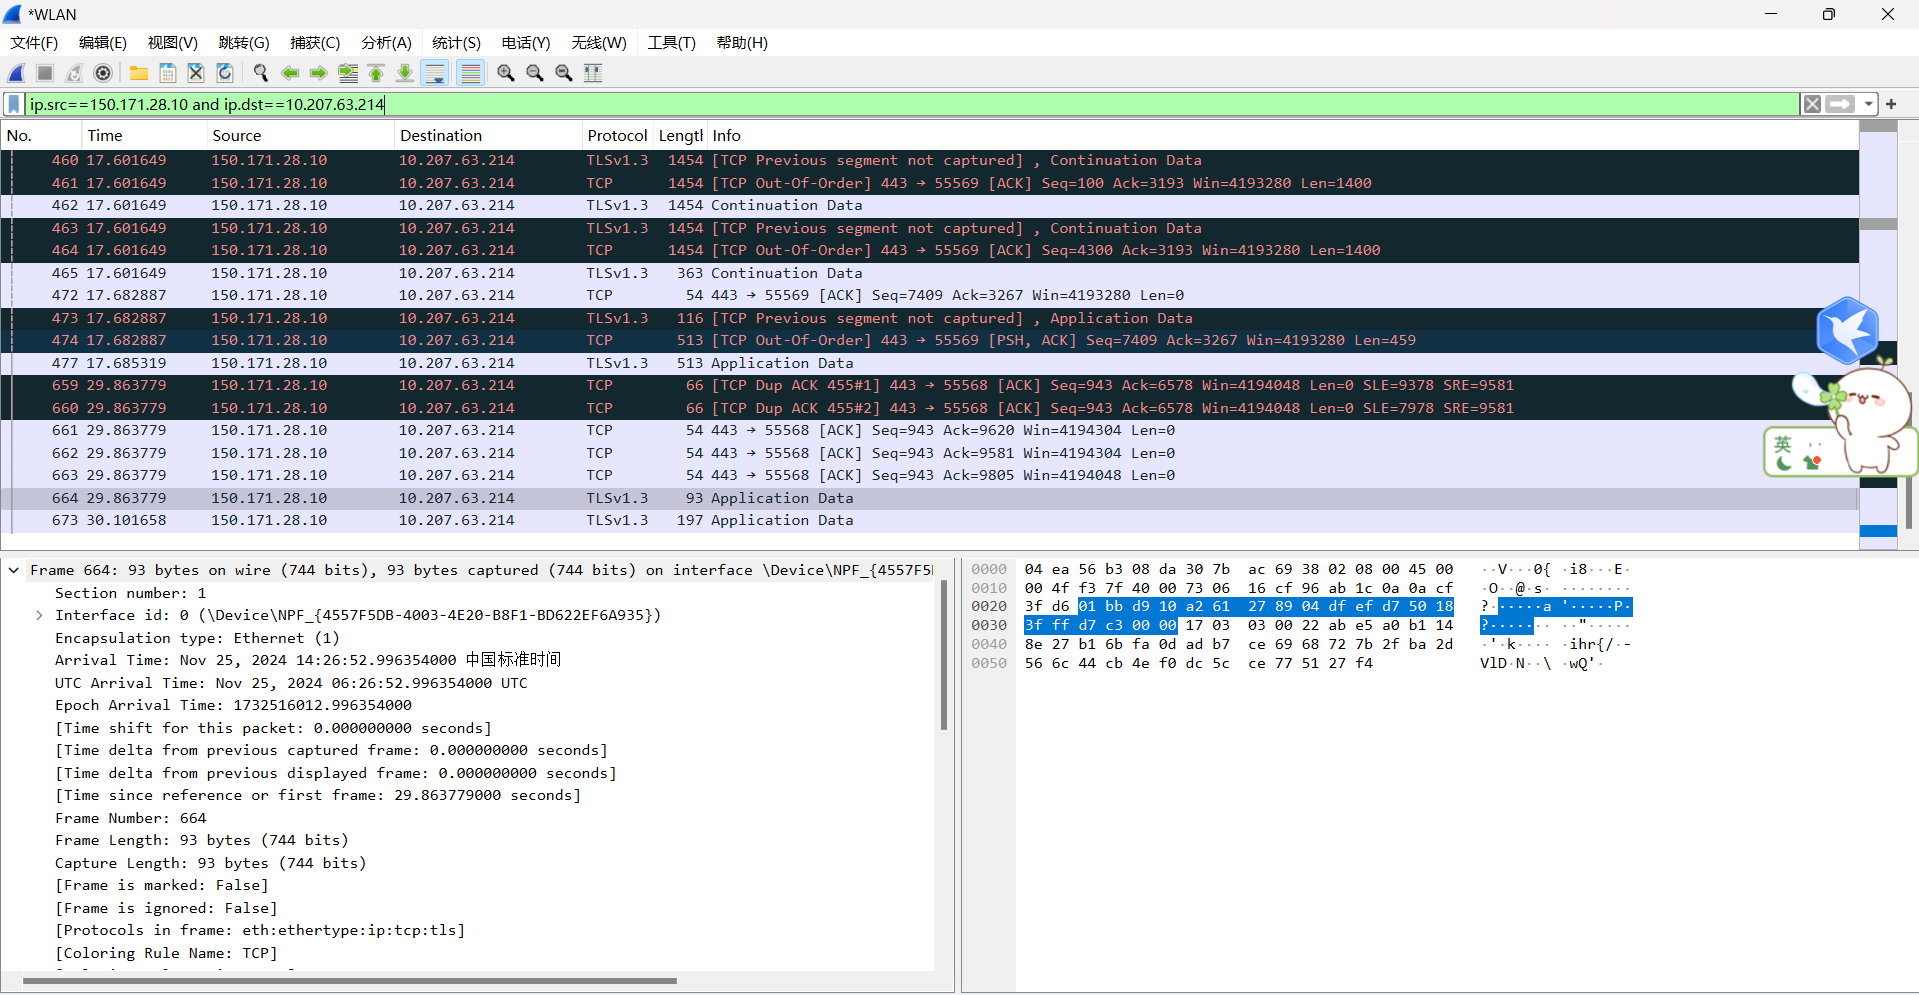 *WLAN
文件(F) 编辑(E) 视图(V) 跳转(G) 捕获(C) 分析(A) 统计(S) 电话(Y) 无线(W) 工具(T) 帮助(H)
ip.src==150.171.28.10 and ip.dst==10.207.63.214
No. Time Source Destination Protocol Lengtl Info
460 17.601649 150.171.28.10 10.207.63.214 TLSv1.3 1454 [TCP Previous segment not captured] , Continuation Data
461 17.601649 150.171.28.10 10.207.63.214 TCP 1454 [TCP Out-Of-Order] 443 → 55569 [ACK] Seq=100 Ack=3193 Win=4193280 Len=1400
462 17.601649 150.171.28.10 10.207.63.214 TLSv1.3 1454 Continuation Data
463 17.601649 150.171.28.10 10.207.63.214 TLSv1.3 1454 [TCP Previous segment not captured] , Continuation Data
464 17.601649 150.171.28.10 10.207.63.214 TCP 1454 [TCP Out-Of-Order] 443 → 55569 [ACK] Seq=4300 Ack=3193 Win=4193280 Len=1400
465 17.601649 150.171.28.10 10.207.63.214 TLSv1.3 363 Continuation Data
472 17.682887 150.171.28.10 10.207.63.214 TCP 54 443 → 55569 [ACK] Seq=7409 Ack=3267 Win=4193280 Len=0
473 17.682887 150.171.28.10 10.207.63.214 TLSv1.3 116 [TCP Previous segment not captured] , Application Data
474 17.682887 150.171.28.10 10.207.63.214 TCP 513 [TCP Out-Of-Order] 443 → 55569 [PSH, ACK] Seq=7409 Ack=3267 Win=4193280 Len=459
477 17.685319 150.171.28.10 10.207.63.214 TLSv1.3 513 Application Data
659 29.863779 150.171.28.10 10.207.63.214 TCP 66 [TCP Dup ACK 455#1] 443 → 55568 [ACK] Seq=943 Ack=6578 Win=4194048 Len=0 SLE=9378 SRE=9581
660 29.863779 150.171.28.10 10.207.63.214 TCP 66 [TCP Dup ACK 455#2] 443 → 55568 [ACK] Seq=943 Ack=6578 Win=4194048 Len=0 SLE=7978 SRE=9581
661 29.863779 150.171.28.10 10.207.63.214 TCP 54 443 → 55568 [ACK] Seq=943 Ack=9620 Win=4194304 Len=0
662 29.863779 150.171.28.10 10.207.63.214 TCP 54 443 → 55568 [ACK] Seq=943 Ack=9581 Win=4194304 Len=0
663 29.863779 150.171.28.10 10.207.63.214 TCP 54 443 → 55568 [ACK] Seq=943 Ack=9805 Win=4194048 Len=0
664 29.863779 150.171.28.10 10.207.63.214 TLSv1.3 93 Application Data
673 30.101658 150.171.28.10 10.207.63.214 TLSv1.3 197 Application Data
英
Frame 664: 93 bytes on wire (744 bits), 93 bytes captured (744 bits) on interface \Device\NPF_{4557F5
Section number: 1
Interface id: 0 (\Device\NPF_{4557F5DB-4003-4E20-B8F1-BD622EF6A935})
Encapsulation type: Ethernet (1)
Arrival Time: Nov 25, 2024 14:26:52.996354000 中国标准时间
UTC Arrival Time: Nov 25, 2024 06:26:52.996354000 UTC
Epoch Arrival Time: 1732516012.996354000
[Time shift for this packet: 0.000000000 seconds]
[Time delta from previous captured frame: 0.000000000 seconds]
[Time delta from previous displayed frame: 0.000000000 seconds]
[Time since reference or first frame: 29.863779000 seconds]
Frame Number: 664
Frame Length: 93 bytes (744 bits)
Capture Length: 93 bytes (744 bits)
[Frame is marked: False]
[Frame is ignored: False]
[Protocols in frame: eth:ethertype:ip:tcp:tls]
[Coloring Rule Name: TCP]
0000 04 ea 56 b3 08 da 30 7b ac 69 38 02 08 00 45 00 ··V···0{ ·i8···E·
0010 00 4f f3 7f 40 00 73 06 16 cf 96 ab 1c 0a 0a cf ·O··@·s· ········
0020 3f d6 01 bb d9 10 a2 61 27 89 04 df ef d7 50 18 ?······a '·····P·
0030 3f ff d7 c3 00 00 17 03 03 00 22 ab e5 a0 b1 14 ?······· ··"·····
0040 8e 27 b1 6b fa 0d ad b7 ce 69 68 72 7b 2f ba 2d ·'·k···· ·ihr{/·-
0050 56 6c 44 cb 4e f0 dc 5c ce 77 51 27 f4 VlD·N··\ ·wQ'·